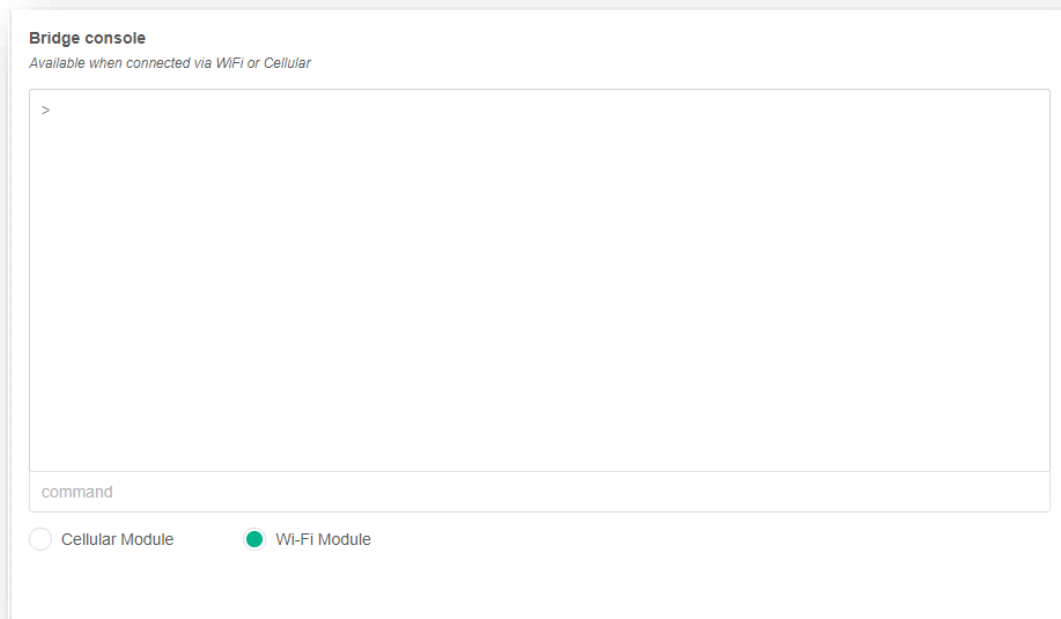 Bridge console
Available when connected via WiFi or Cellular
>
command
Cellular Module Wi-Fi Module